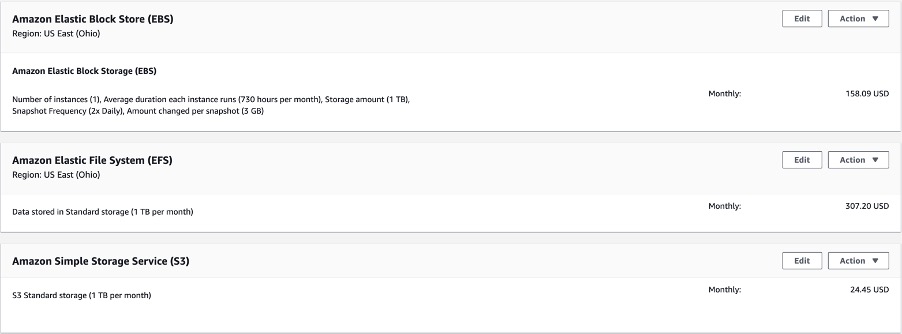 Amazon Elastic Block Store (EBS)
Edit
Action
Region: US East (Ohio)
Amazon Elastic Block Storage (EBS)
Number of instances (1), Average duration each instance runs (730 hours per month), Storage amount (1 TB),
Snapshot Frequency (2x Daily), Amount changed per snapshot (3 GB)
Monthly:
158.09 USD
Amazon Elastic File System (EFS)
Edit
Action
Region: US East (Ohio)
Data stored in Standard storage (1 TB per month)
Monthly:
307.20 USD
Amazon Simple Storage Service (S3)
Edit
Action
S3 Standard storage (1 TB per month)
Monthly:
24.45 USD